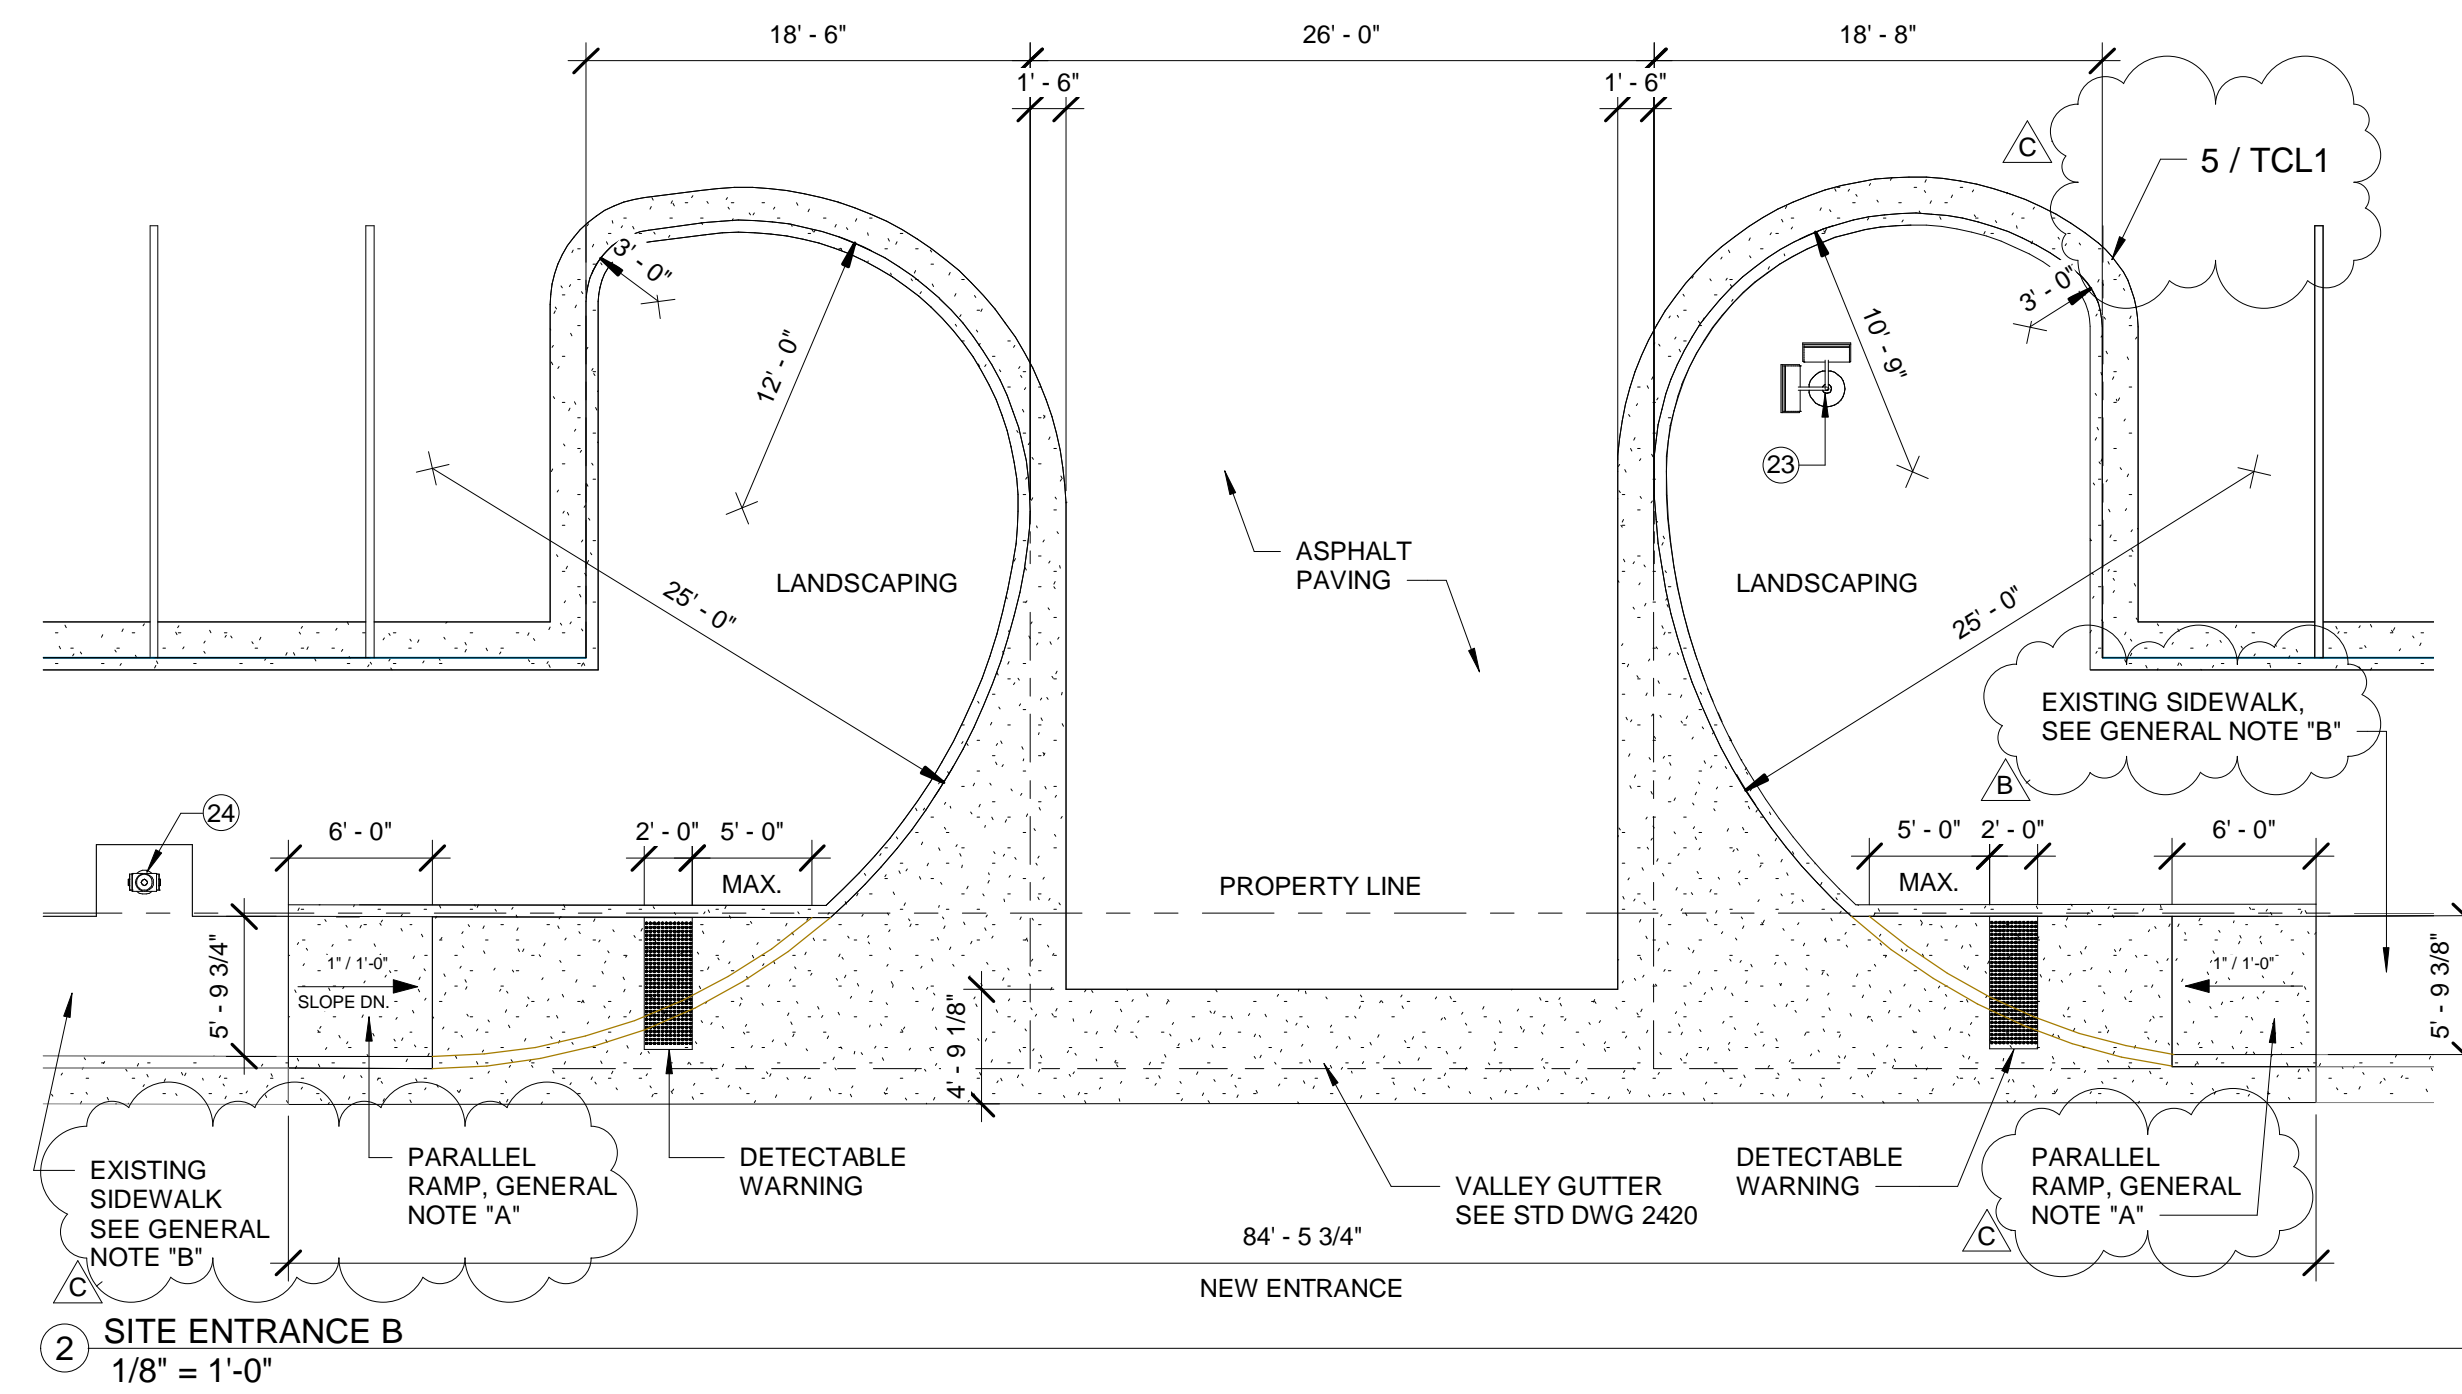 18' - 6"
26' - 0"
18' - 8"
1' - 6"
1' - 6"
C
5 / TCL1
3' - 0"
3' - 0"
12' - 0"
10' - 9"
23
ASPHALT
PAVING
LANDSCAPING
LANDSCAPING
25' - 0"
25' - 0"
EXISTING SIDEWALK,
SEE GENERAL NOTE "B"
B
24
6' - 0"
2' - 0"
5' - 0"
MAX.
5' - 0"
MAX.
2' - 0"
6' - 0"
PROPERTY LINE
5' - 9 3/4"
1" / 1'-0"
SLOPE DN.
4' - 9 1/8"
1" / 1'-0"
5' - 9 3/8"
EXISTING
SIDEWALK
SEE GENERAL
NOTE "B"
C
PARALLEL
RAMP, GENERAL
NOTE "A"
DETECTABLE
WARNING
VALLEY GUTTER
SEE STD DWG 2420
DETECTABLE
WARNING
PARALLEL
RAMP, GENERAL
NOTE "A"
C
84' - 5 3/4"
NEW ENTRANCE
2
SITE ENTRANCE B
1/8" = 1'-0"